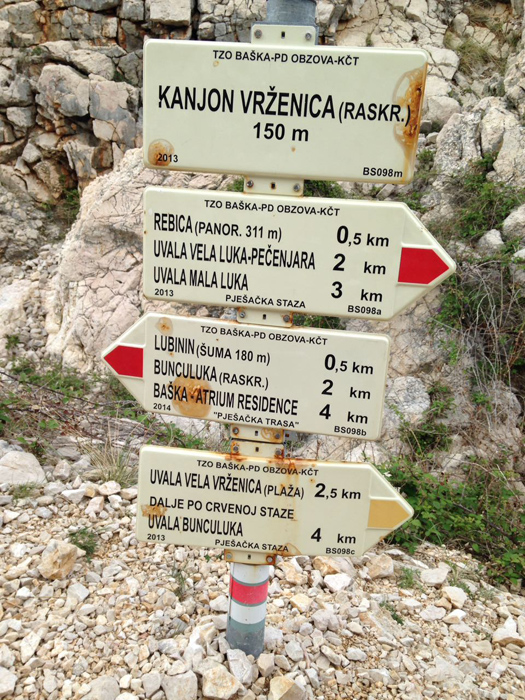 TZO BAŠKA-PD OBZOVA-KČT
KANJON VRŽENICA (RASKR.)
150 m
2013 BS098m
TZO BAŠKA-PD OBZOVA-KČT
REBICA (PANOR. 311 m) 0,5 km
UVALA VELA LUKA-PEČENJARA 2 km
UVALA MALA LUKA 3 km
2013 PJEŠAČKA STAZA BS098a
TZO BAŠKA-PD OBZOVA-KČT
LUBININ (ŠUMA 180 m) 0,5 km
BUNCULUKA (RASKR.) 2 km
BAŠKA-ATRIUM RESIDENCE 4 km
2014 "PJEŠAČKA TRASA" BS098b
TZO BAŠKA-PD OBZOVA-KČT
UVALA VELA VRŽENICA (PLAŽA) 2,5 km
DALJE PO CRVENOJ STAZE
UVALA BUNCULUKA 4 km
2013 PJEŠAČKA STAZA BS098c